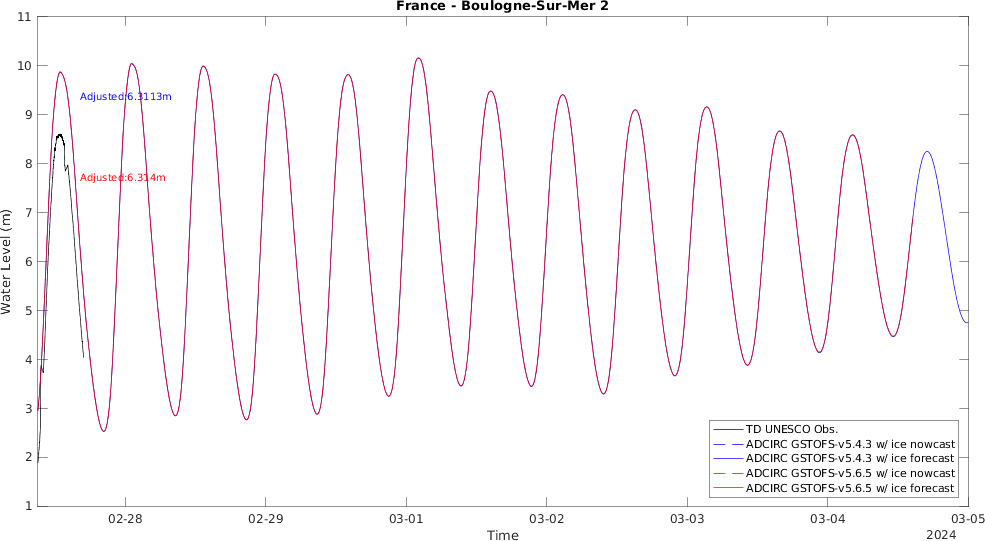 France - Boulogne-Sur-Mer 2
11
10
9
8
7
6
5
4
3
2
1
Water Level (m)
Adjusted:6.3113m
Adjusted:6.314m
TD UNESCO Obs.
ADCIRC GSTOFS-v5.4.3 w/ ice nowcast
ADCIRC GSTOFS-v5.4.3 w/ ice forecast
ADCIRC GSTOFS-v5.6.5 w/ ice nowcast
ADCIRC GSTOFS-v5.6.5 w/ ice forecast
02-28 02-29 03-01 03-02 03-03 03-04 03-05
Time
2024